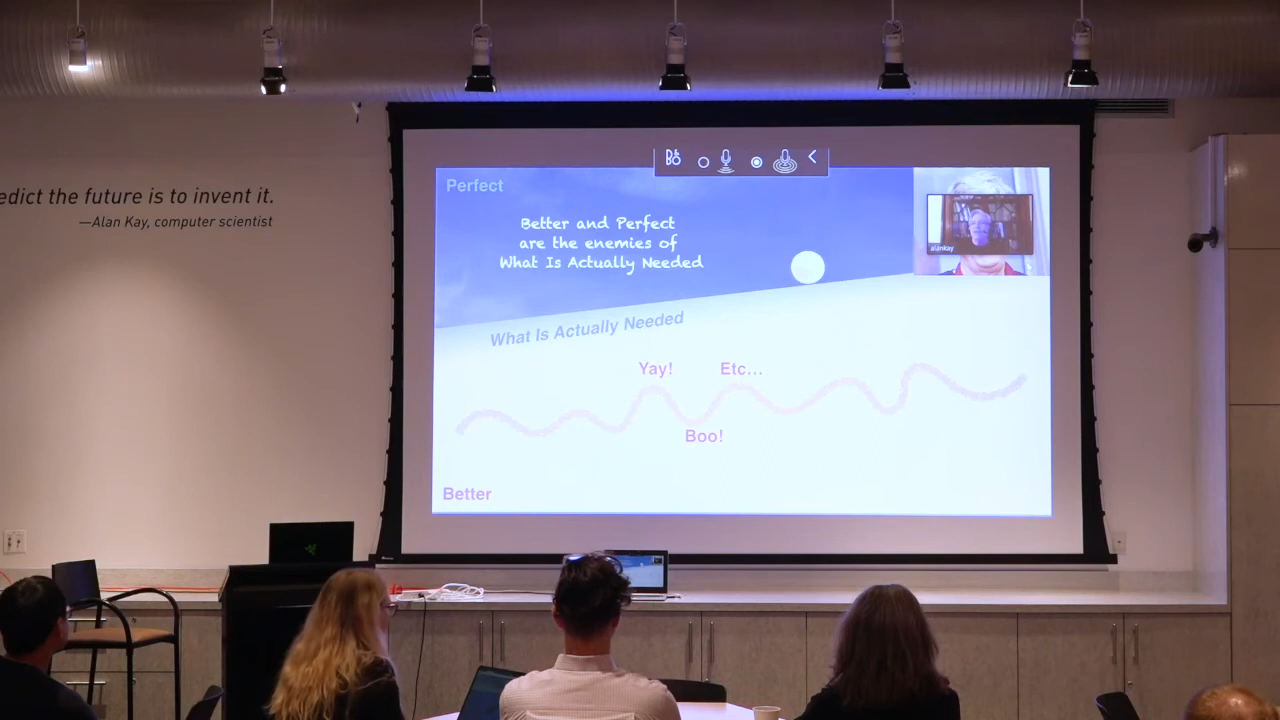 edict the future is to invent it.
—Alan Kay, computer scientist
Perfect
Better and Perfect
are the enemies of
What Is Actually Needed
alankay
What Is Actually Needed
Yay!
Etc...
Boo!
Better